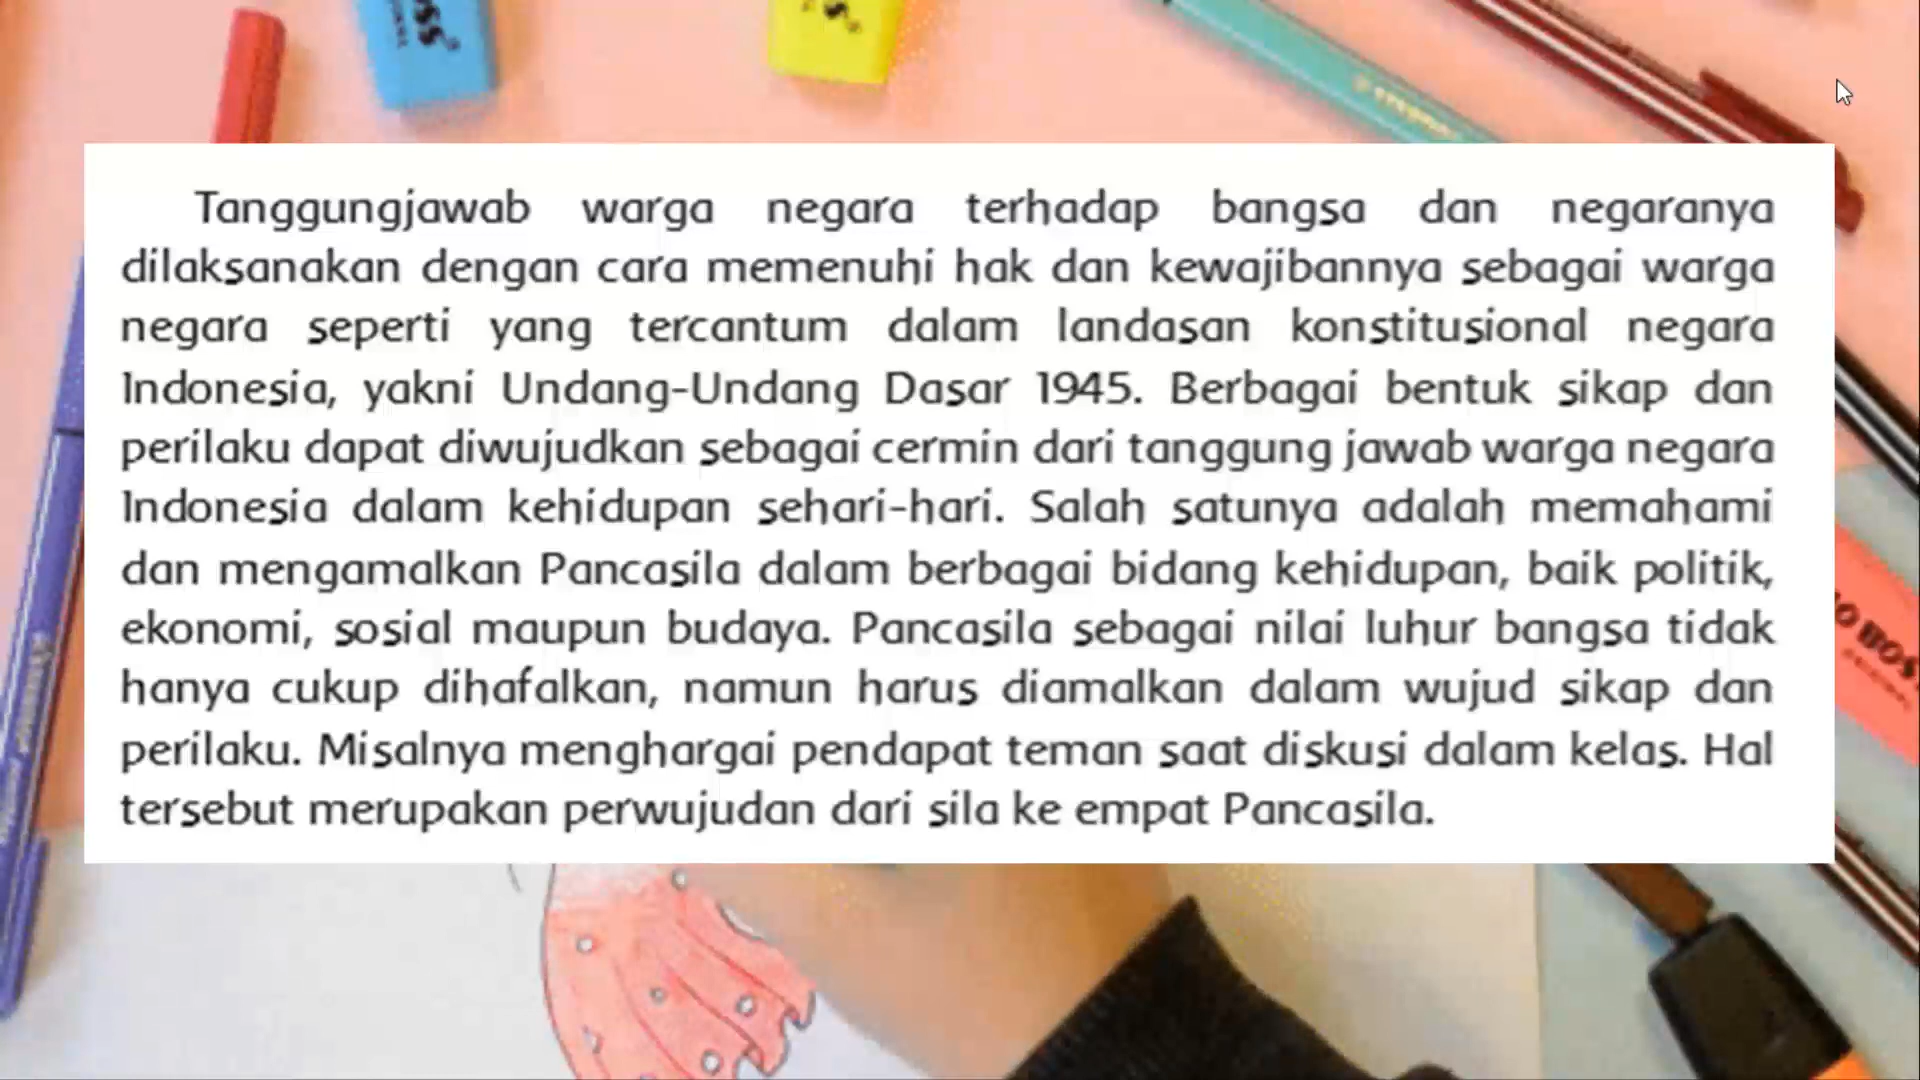 BOSS
Tanggungjawab warga negara terhadap bangsa dan negaranya
dilaksanakan dengan cara memenuhi hak dan kewajibannya sebagai warga
negara seperti yang tercantum dalam landasan konstitusional negara
Indonesia, yakni Undang-Undang Dasar 1945. Berbagai bentuk sikap dan
perilaku dapat diwujudkan sebagai cermin dari tanggung jawab warga negara
Indonesia dalam kehidupan sehari-hari. Salah satunya adalah memahami
dan mengamalkan Pancasila dalam berbagai bidang kehidupan, baik politik,
ekonomi, sosial maupun budaya. Pancasila sebagai nilai luhur bangsa tidak
hanya cukup dihafalkan, namun harus diamalkan dalam wujud sikap dan
perilaku. Misalnya menghargai pendapat teman saat diskusi dalam kelas. Hal
tersebut merupakan perwujudan dari sila ke empat Pancasila.